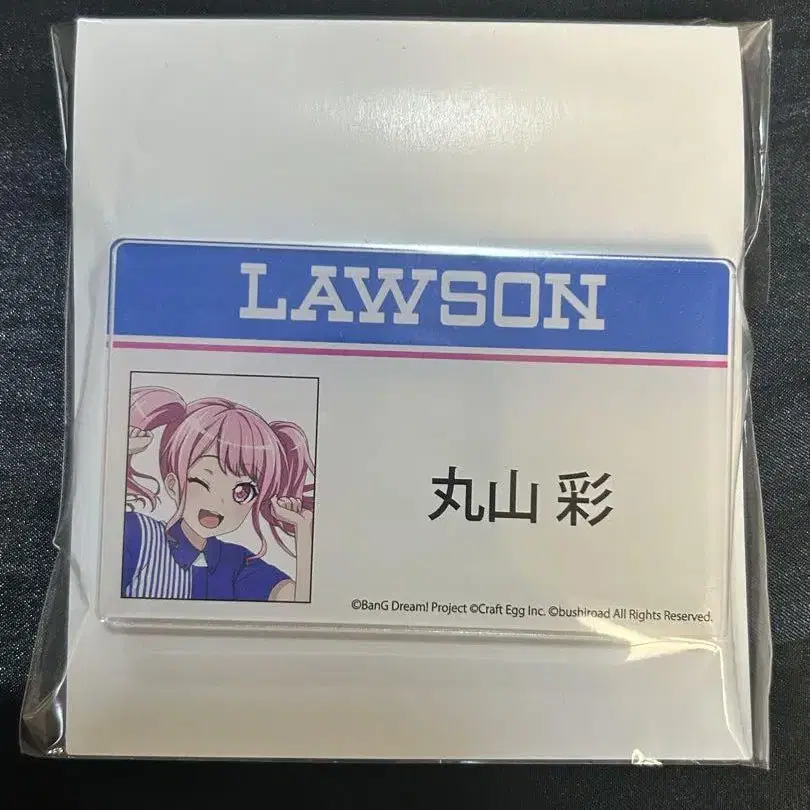 LAWSON
丸山 彩
©BanG Dream! Project ©Craft Egg Inc. ©bushiroad All Rights Reserved.